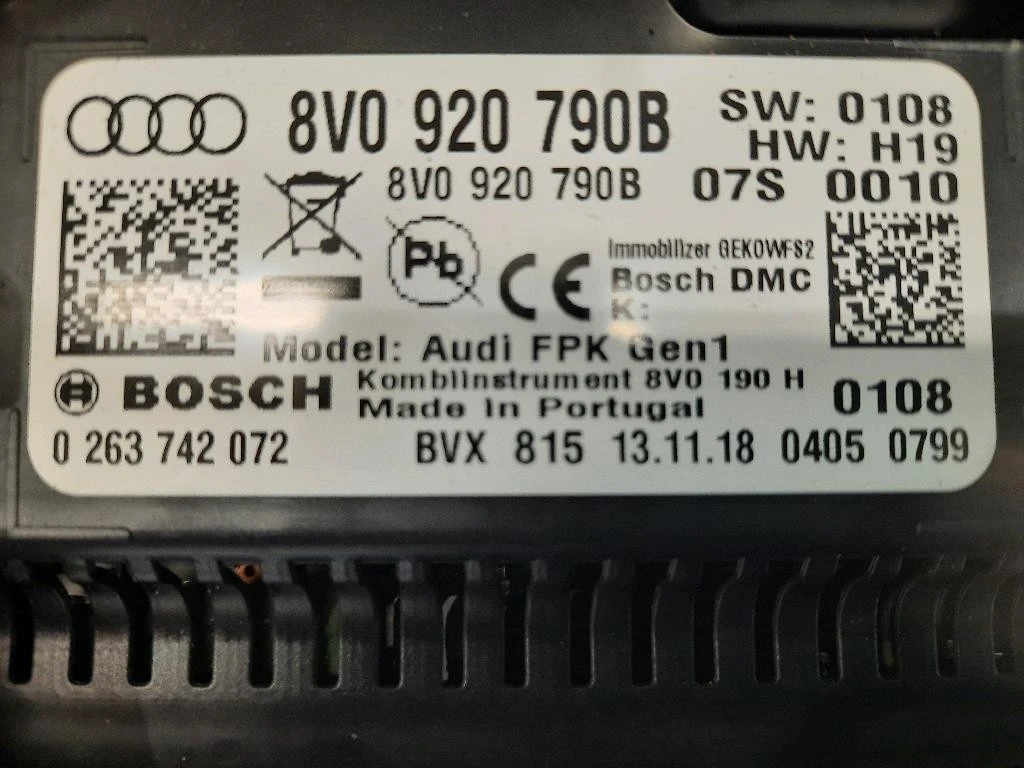 8V0 920 790B
SW: 0108
HW: H19
8V0 920 790B 07S 0010
Pb
CE
Immobilizer GEKOWFS2
Bosch DMC
K:
Model: Audi FPK Gen1
BOSCH
Kombiinstrument 8V0 190 H
Made in Portugal
0108
0 263 742 072 BVX 815 13.11.18 0405 0799